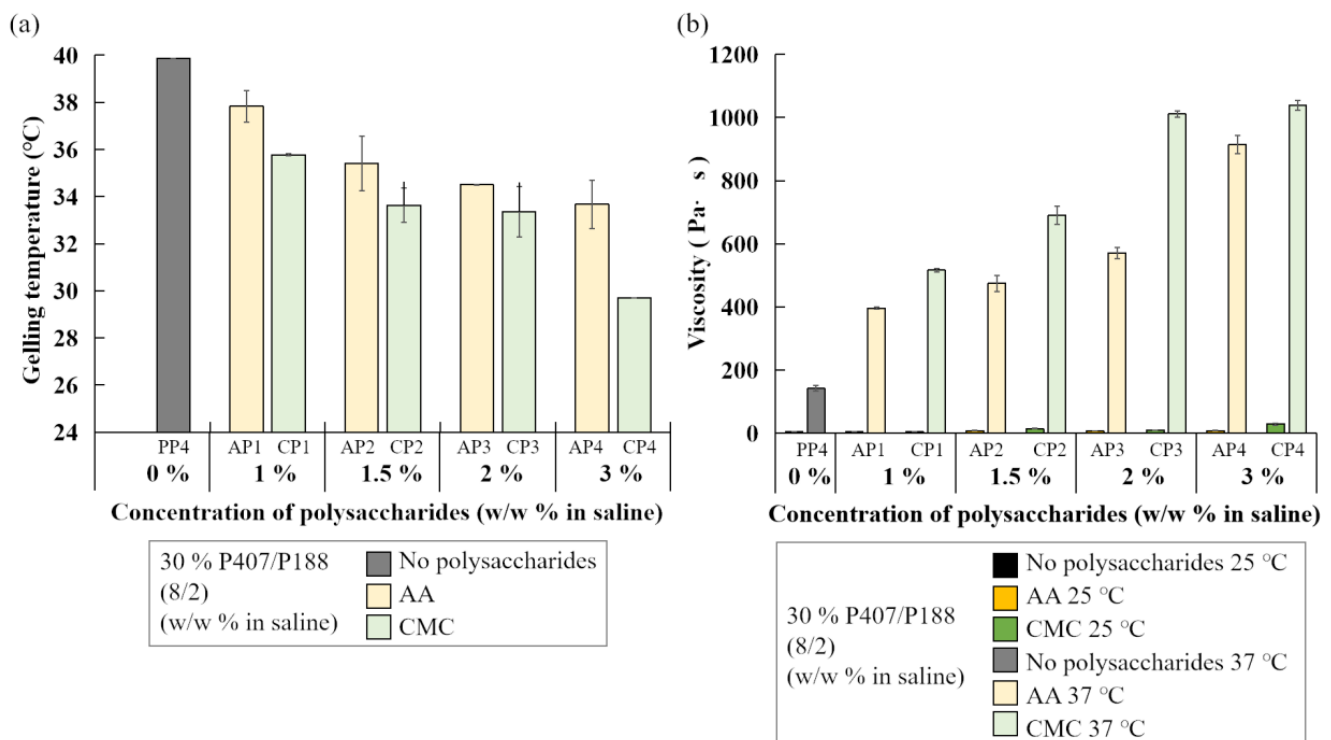 (a)
Gelling temperature (°C)
40
38
36
34
32
30
28
26
24
PP4
AP1 CP1
AP2 CP2
AP3 CP3
AP4 CP4
0 %
1 %
1.5 %
2 %
3 %
Concentration of polysaccharides (w/w % in saline)
30 % P407/P188
(8/2)
(w/w % in saline)
No polysaccharides
AA
CMC
(b)
Viscosity ( Pa· s )
1200
1000
800
600
400
200
0
PP4
AP1 CP1
AP2 CP2
AP3 CP3
AP4 CP4
0 %
1 %
1.5 %
2 %
3 %
Concentration of polysaccharides (w/w % in saline)
30 % P407/P188
(8/2)
(w/w % in saline)
No polysaccharides 25 °C
AA 25 °C
CMC 25 °C
No polysaccharides 37 °C
AA 37 °C
CMC 37 °C